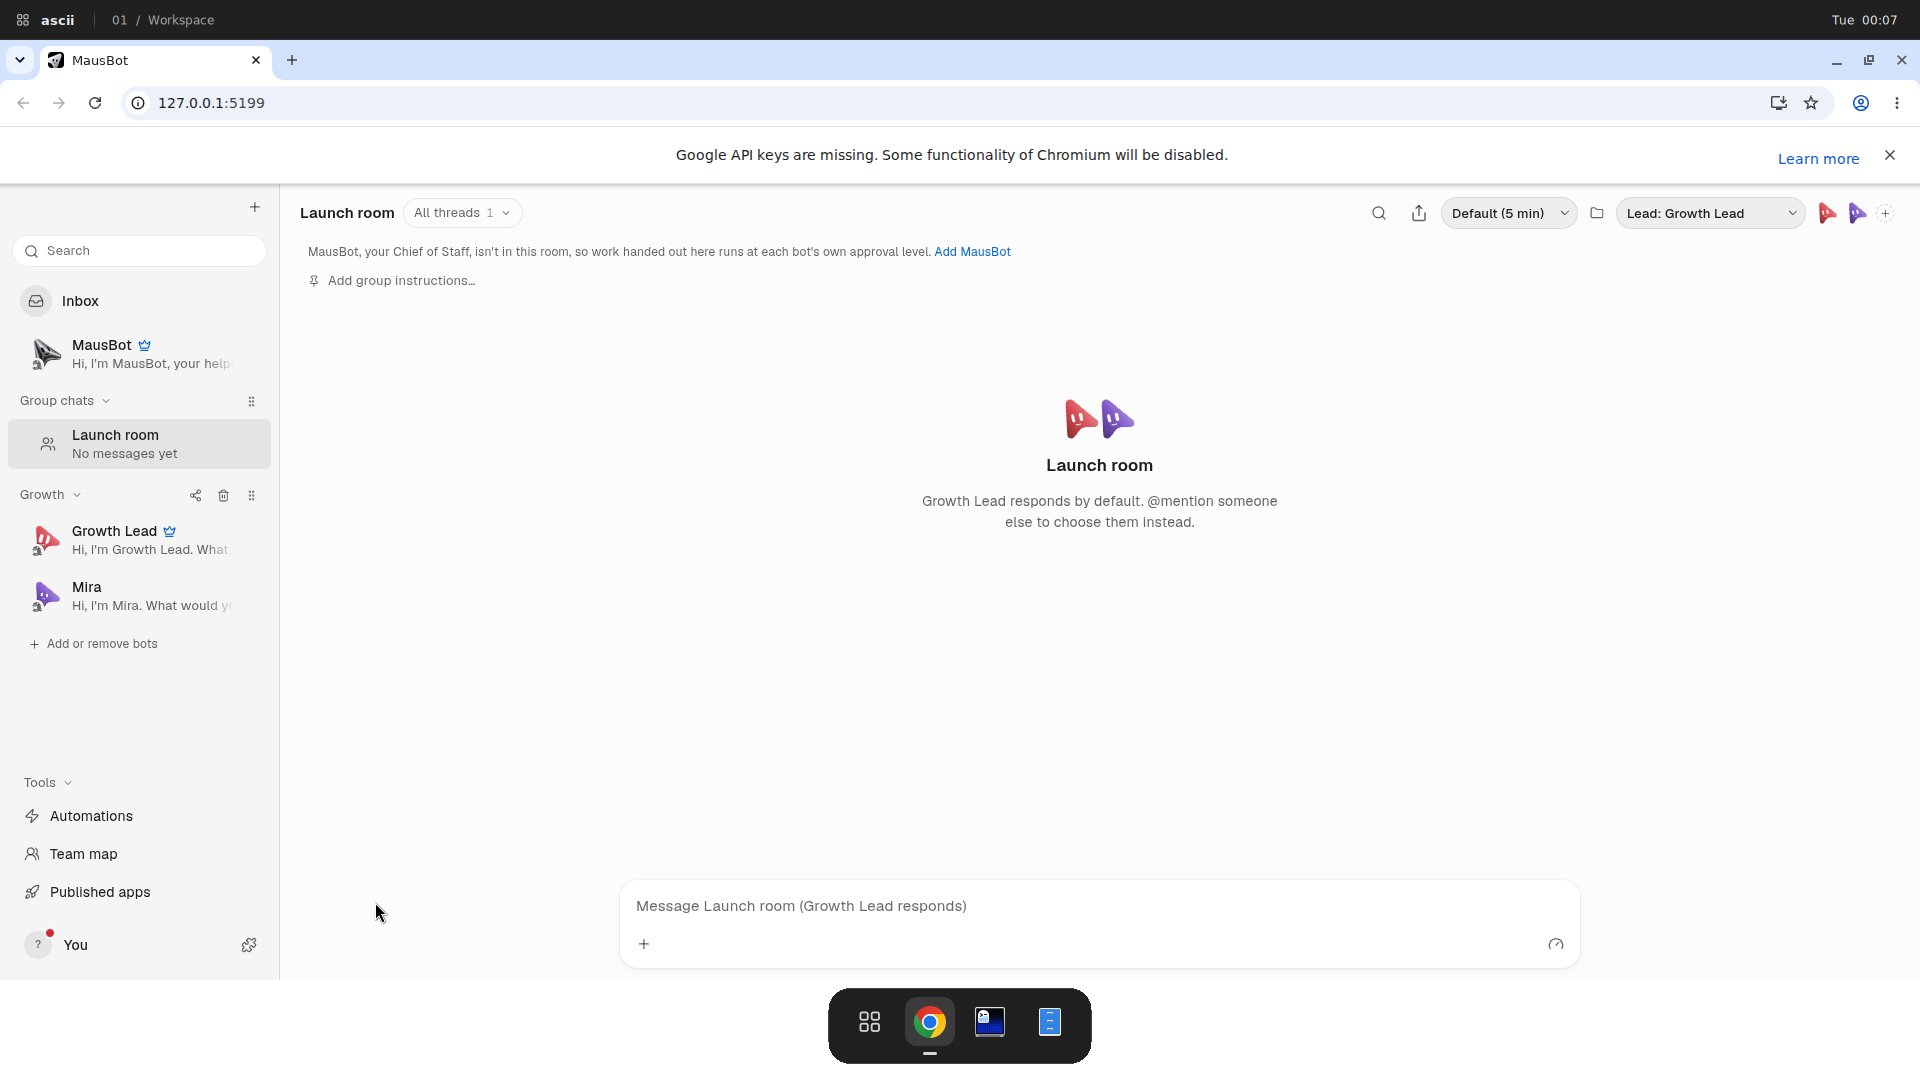 ascii 01 / Workspace Tue 00:07
MausBot
127.0.0.1:5199
Google API keys are missing. Some functionality of Chromium will be disabled. Learn more
Search
Inbox
MausBot
Hi, I'm MausBot, your help
Group chats
Launch room
No messages yet
Growth
Growth Lead
Hi, I'm Growth Lead. What
Mira
Hi, I'm Mira. What would yo
Add or remove bots
Tools
Automations
Team map
Published apps
? You
Launch room All threads 1 Default (5 min) Lead: Growth Lead
MausBot, your Chief of Staff, isn't in this room, so work handed out here runs at each bot's own approval level. Add MausBot
Add group instructions...
Launch room
Growth Lead responds by default. @mention someone
else to choose them instead.
Message Launch room (Growth Lead responds)